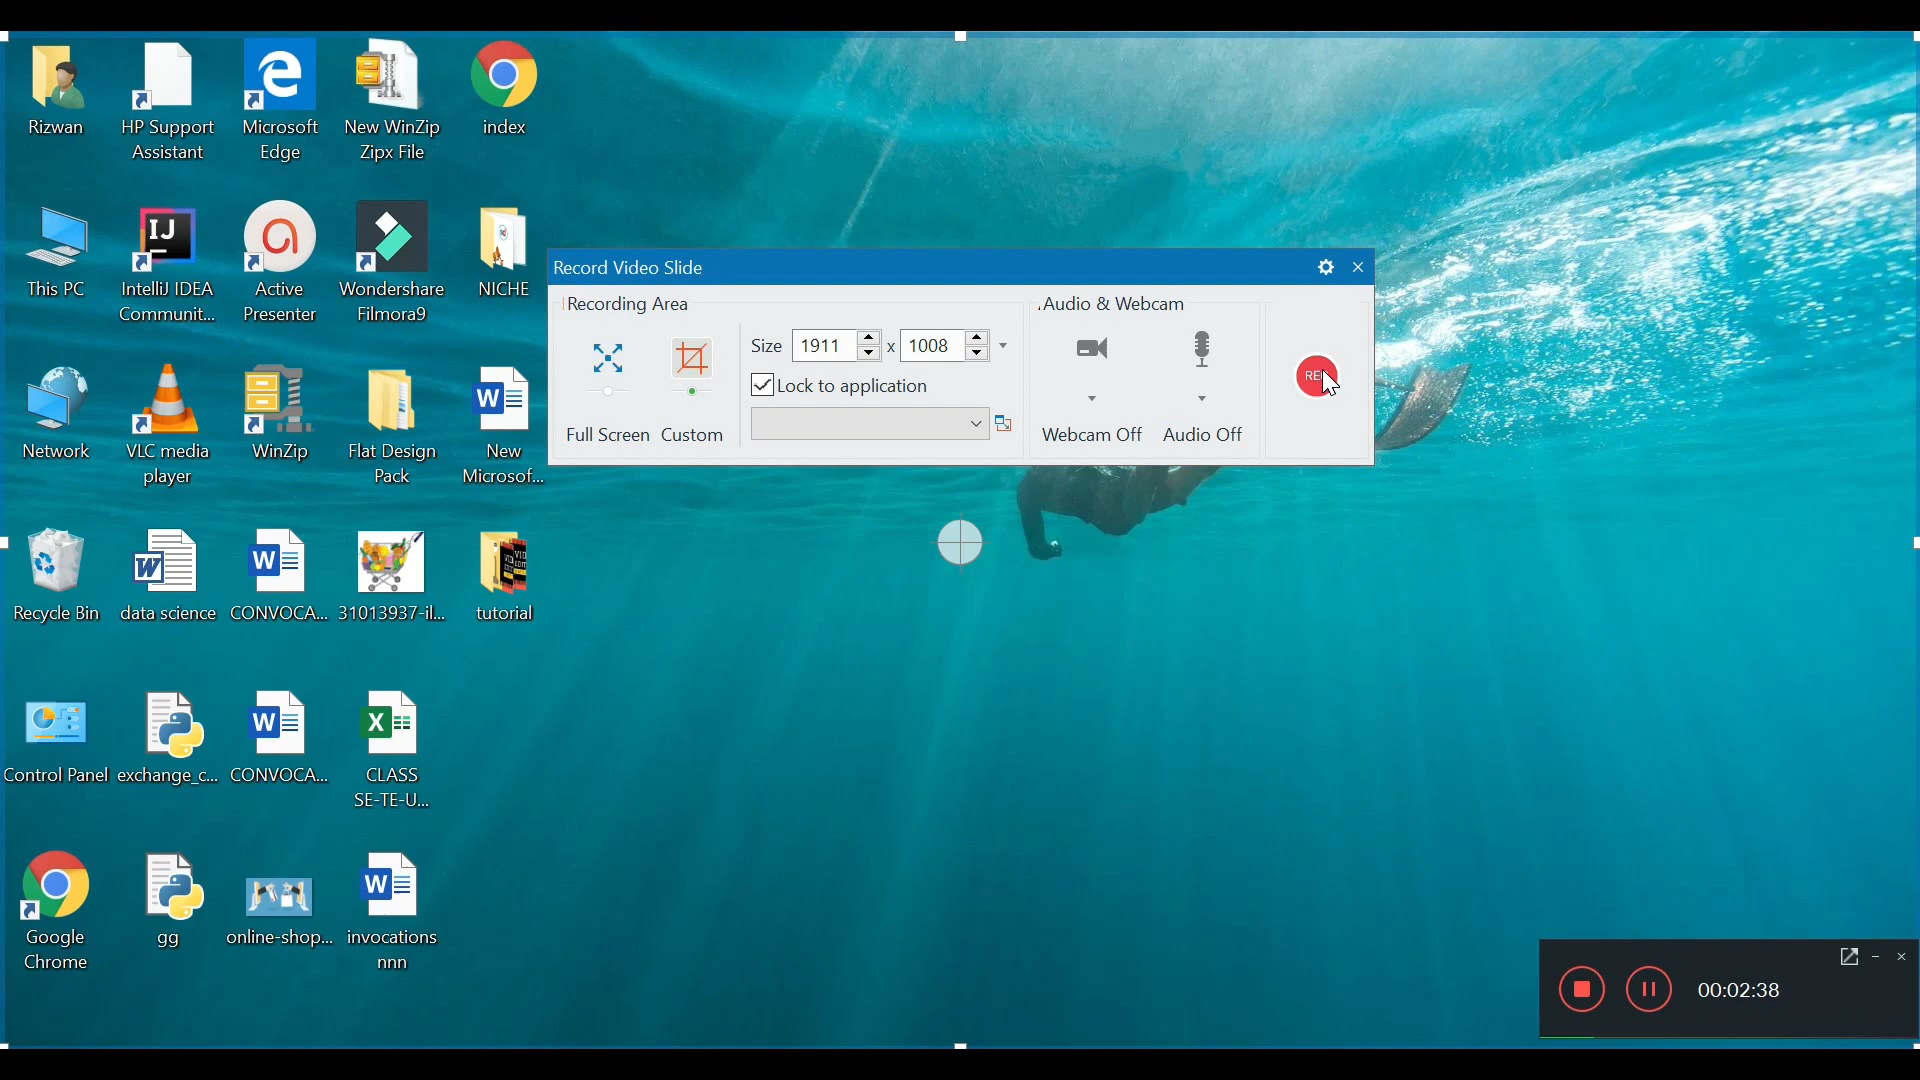 Rizwan
HP Support
Assistant
Microsoft
Edge
New WinZip
Zipx File
index
This PC
IJ
IntelliJ IDEA
Communit...
Active
Presenter
Wondershare
Filmora9
NICHE
Record Video Slide
Recording Area
Size 1911 x 1008
Lock to application
Full Screen
Custom
Audio & Webcam
Webcam Off
Audio Off
Network
VLC media
player
WinZip
Flat Design
Pack
W
New
Microsof...
Recycle Bin
W
data science
W
CONVOCA...
31013937-il...
tutorial
Control Panel
exchange_c...
W
CONVOCA...
X
CLASS
SE-TE-U...
Google
Chrome
gg
online-shop...
W
invocations
nnn
00:02:38